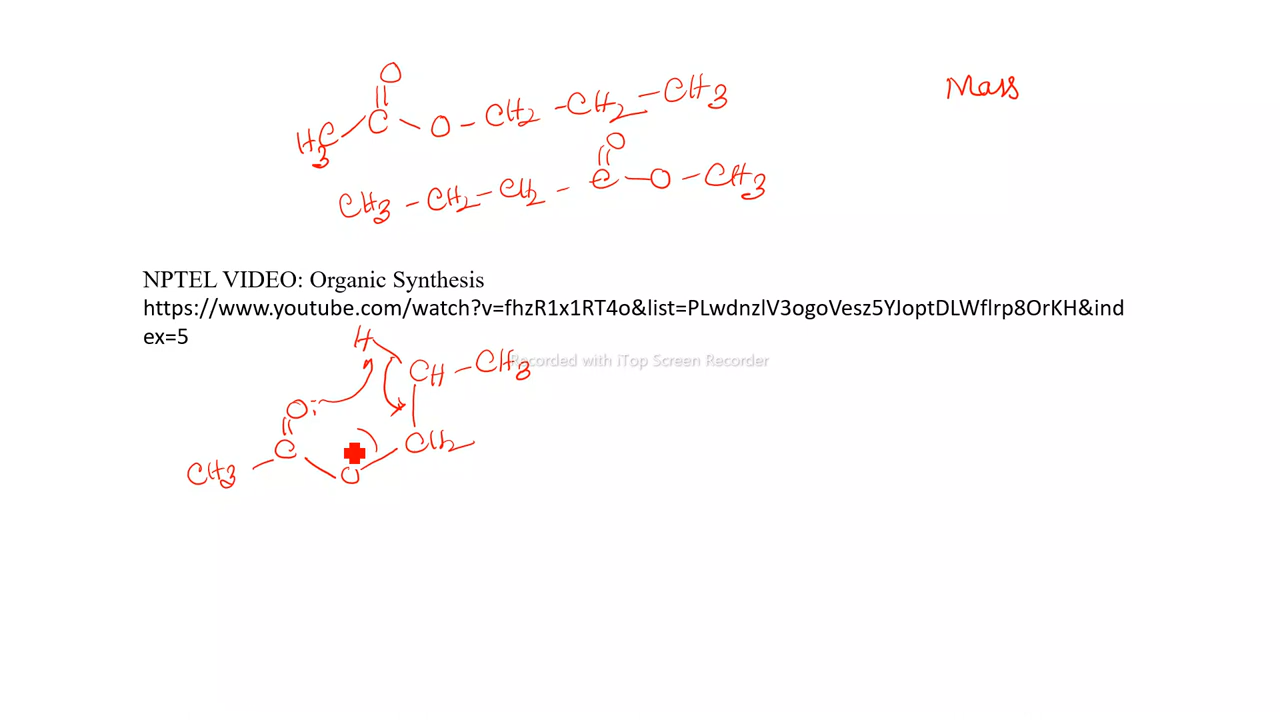 O
H3C - C - O - CH2 - CH2 - CH3
Mass
O
CH3 - CH2 - CH2 - C - O - CH3
NPTEL VIDEO: Organic Synthesis
https://www.youtube.com/watch?v=fhzR1x1RT4o&list=PLwdnzlV3ogoVesz5YJoptDLWflrp8OrKH&ind
ex=5
H
Recorded with iTop Screen Recorder
CH - CH3
O:
C
CH2
CH3
O